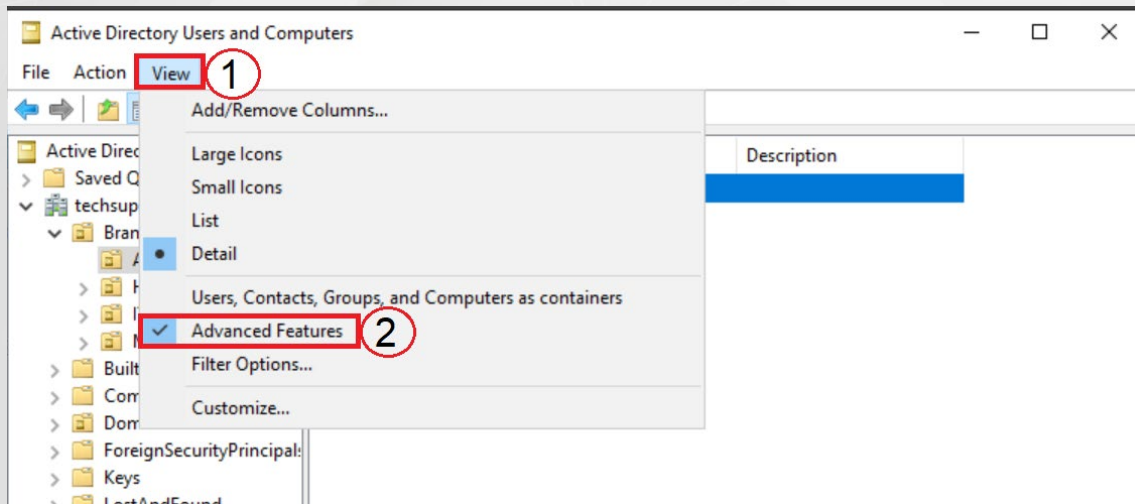 Active Directory Users and Computers
File Action View 1
Add/Remove Columns...
Active Direc
Description
Large Icons
Saved Q
Small Icons
techsup
List
Bran
Detail
Users, Contacts, Groups, and Computers as containers
Advanced Features 2
Filter Options...
Built
Com
Customize...
Dom
ForeignSecurityPrincipal
Keys
LostAndFound